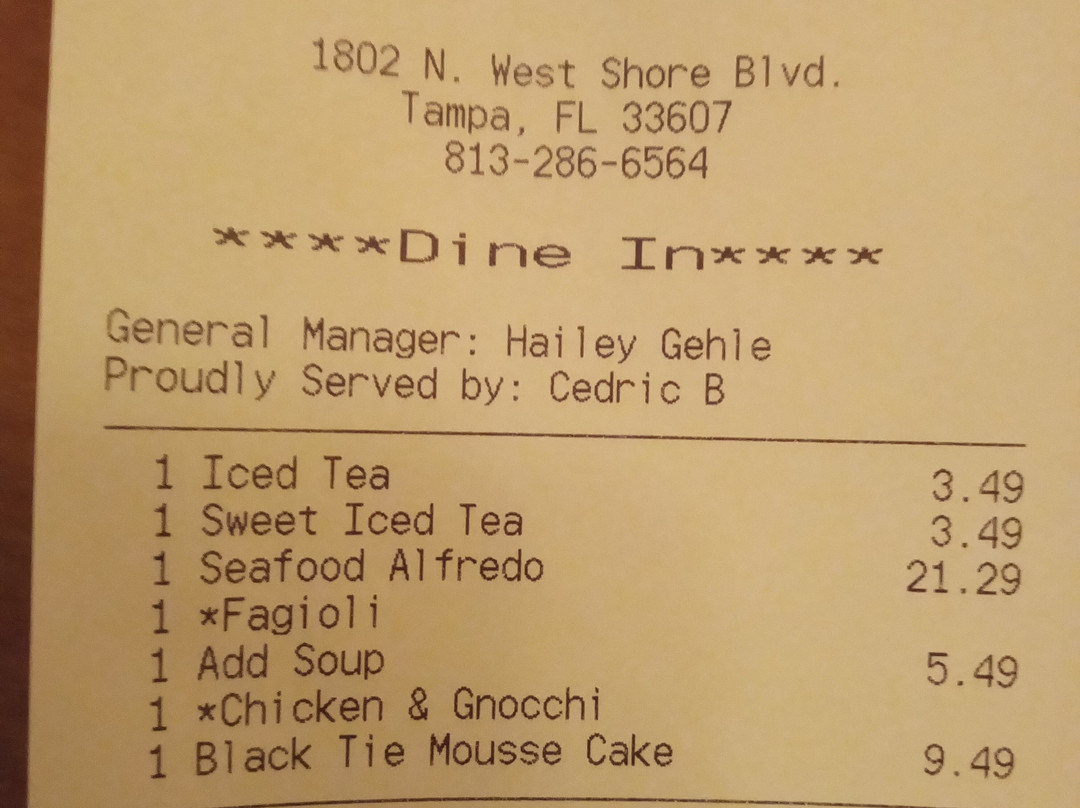 1802 N. West Shore Blvd.
Tampa, FL 33607
813-286-6564
****Dine In****
General Manager: Hailey Gehle
Proudly Served by: Cedric B
1 Iced Tea 3.49
1 Sweet Iced Tea 3.49
1 Seafood Alfredo 21.29
1 *Fagioli
1 Add Soup 5.49
1 *Chicken & Gnocchi
1 Black Tie Mousse Cake 9.49